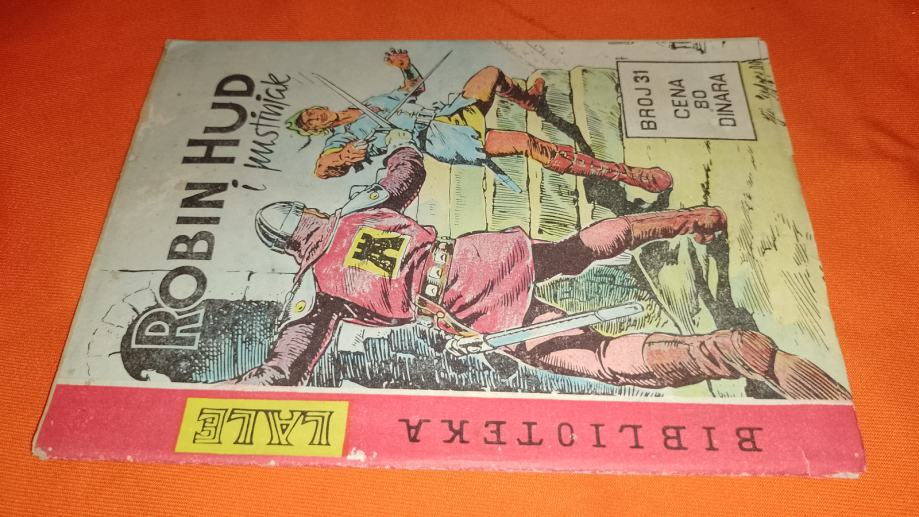 ROBIN HUD
i pustinjak
BROJ 31
CENA
80
DINARA
BIBLIOTEKA
LALE